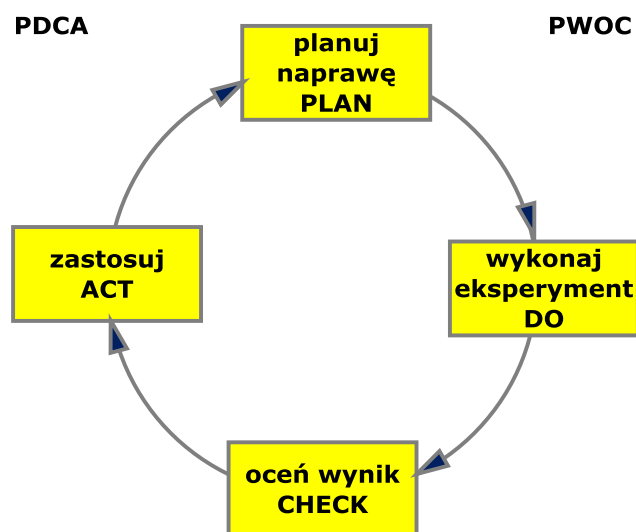 PDCA
PWOC
planuj
naprawę
PLAN
zastosuj
ACT
wykonaj
eksperyment
DO
oceń wynik
CHECK